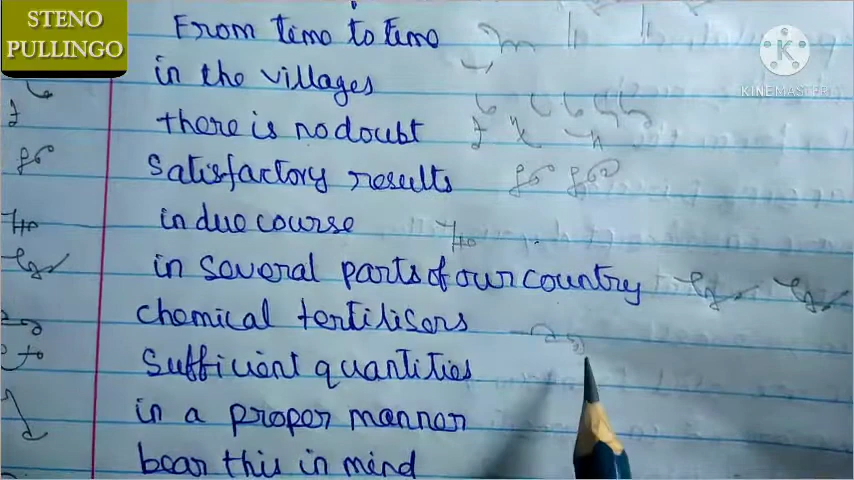 STENO
PULLINGO
KINEMASTER
From time to time
in the villages
there is no doubt
Satisfactory results
in due course
in several parts of our country
chemical fertilisers
Sufficient quantities
in a proper manner
bear this in mind